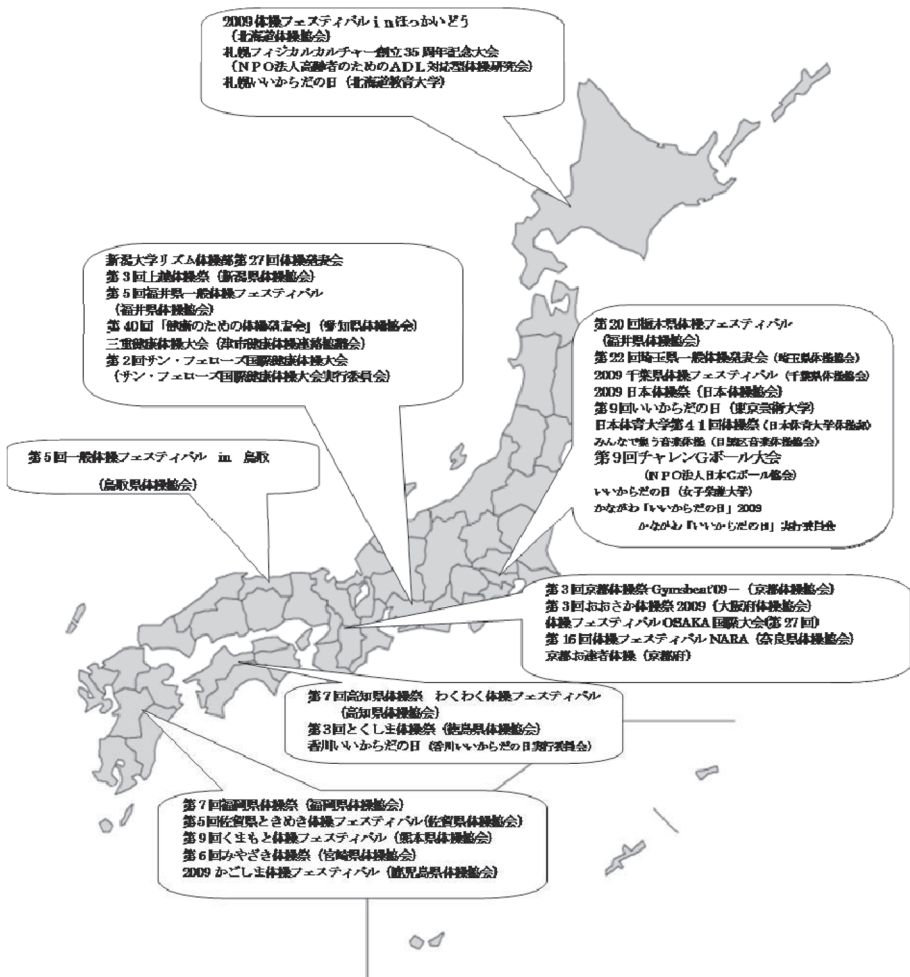 2009体操フェスティバルinほっかいどう
(北海道体操協会)
札幌フィジカルカルチャー創立35周年記念大会
(NPO法人高齢者のためのADL対応型体操研究会)
札幌いいからだの日(北海道教育大学)
新潟大学リズム体操部第27回体操発表会
第3回上越体操祭(新潟県体操協会)
第5回福井県一般体操フェスティバル
(福井県体操協会)
第40回「健康のための体操発表会」(愛知県体操協会)
三重健康体操大会(津市健康体操連絡協議会)
第2回サン・フェローズ国際健康体操大会
(サン・フェローズ国際健康体操大会実行委員会)
第20回栃木県体操フェスティバル
(福井県体操協会)
第22回埼玉県一般体操発表会(埼玉県体操協会)
2009千葉県体操フェスティバル(千葉県体操協会)
2009日本体操祭(日本体操協会)
第9回いいからだの日(東京芸術大学)
日本体育大学第41回体操祭(日本体育大学体操部)
みんなで集う音楽体操(目黒区音楽体操協会)
第9回チャレンGボール大会
(NPO法人日本Gボール協会)
いいからだの日(女子栄養大学)
かながわ「いいからだの日」2009
かながわ「いいからだの日」実行委員会
第5回一般体操フェスティバル in 鳥取
(鳥取県体操協会)
第3回京都体操祭-Gymsbeat'09-(京都体操協会)
第3回おおさか体操祭2009(大阪府体操協会)
体操フェスティバルOSAKA国際大会(第27回)
第16回体操フェスティバルNARA(奈良県体操協会)
京都お達者体操(京都府)
第7回高知県体操祭 わくわく体操フェスティバル
(高知県体操協会)
第3回とくしま体操祭(徳島県体操協会)
香川いいからだの日(香川いいからだの日実行委員会)
第7回福岡県体操祭(福岡県体操協会)
第5回佐賀県ときめき体操フェスティバル(佐賀県体操協会)
第9回くまもと体操フェスティバル(熊本県体操協会)
第6回みやざき体操祭(宮崎県体操協会)
2009かごしま体操フェスティバル(鹿児島県体操協会)